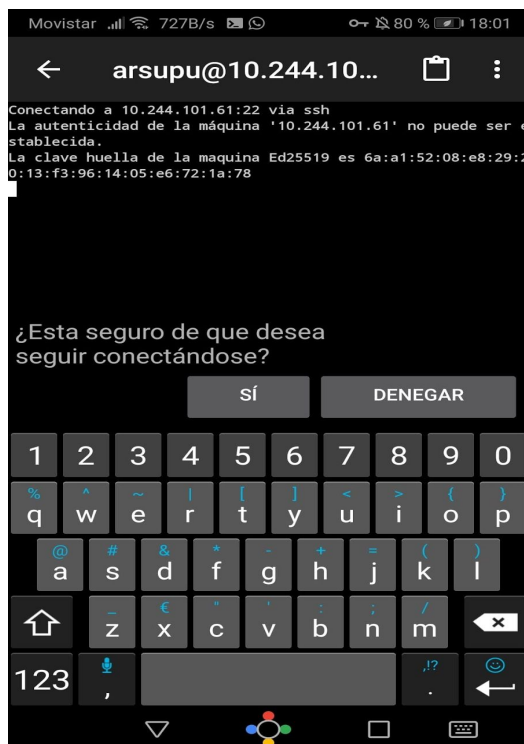 Movistar 727B/s 80 % 18:01
arsupu@10.244.10...
Conectando a 10.244.101.61:22 via ssh
La autenticidad de la máquina '10.244.101.61' no puede ser e
stablecida.
La clave huella de la maquina Ed25519 es 6a:a1:52:08:e8:29:2
0:13:f3:96:14:05:e6:72:1a:78
¿Esta seguro de que desea
seguir conectándose?
SÍ DENEGAR
1 2 3 4 5 6 7 8 9 0
% ^ ~ | [ ] < > { }
q w e r t y u i o p
@ # & * - + = ( )
a s d f g h j k l
_ € " ' : ; /
z x c v b n m
123 , ,!? .